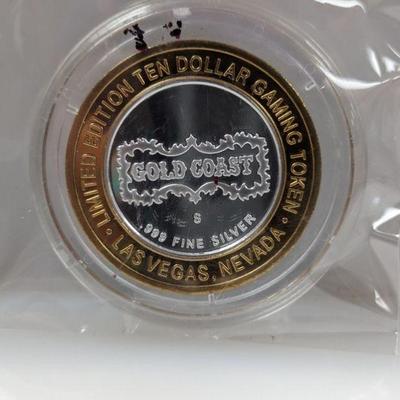 LIMITED EDITION TEN DOLLAR GAMING TOKEN
GOLD COAST
S
.999 FINE SILVER
• LAS VEGAS, NEVADA •